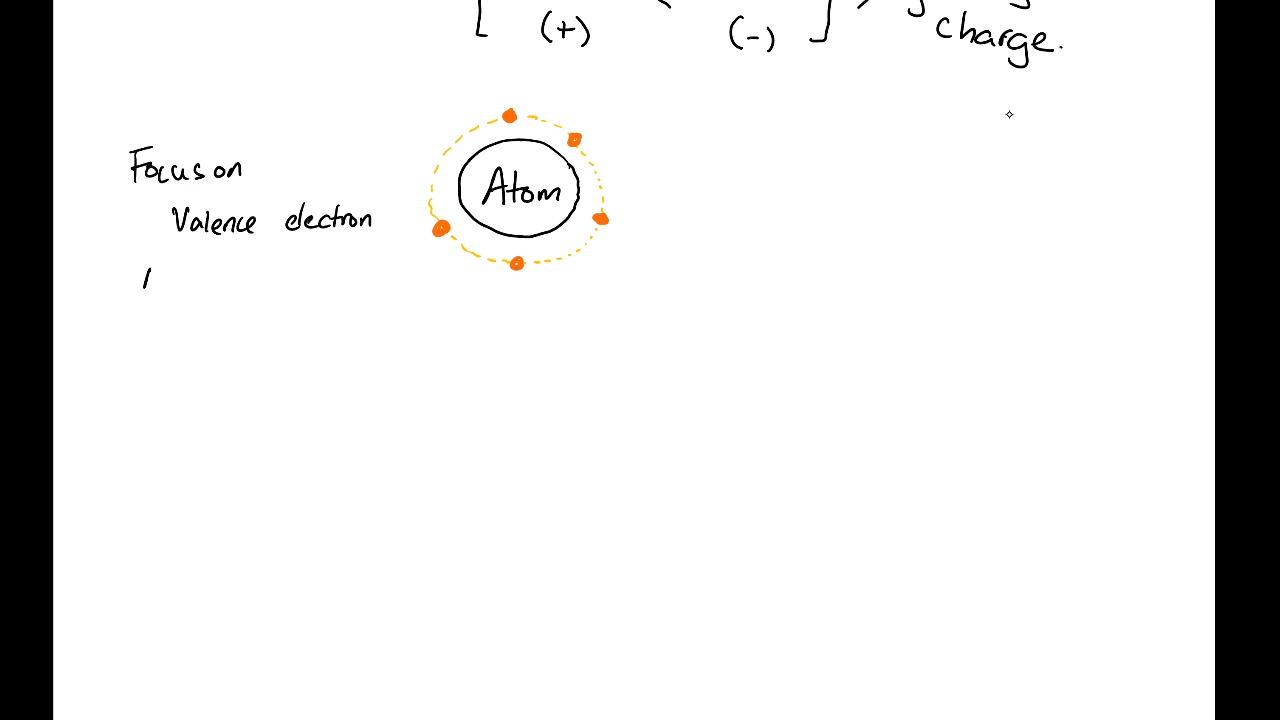 (+) (-)
charge.
Focus on
Valence electron
Atom